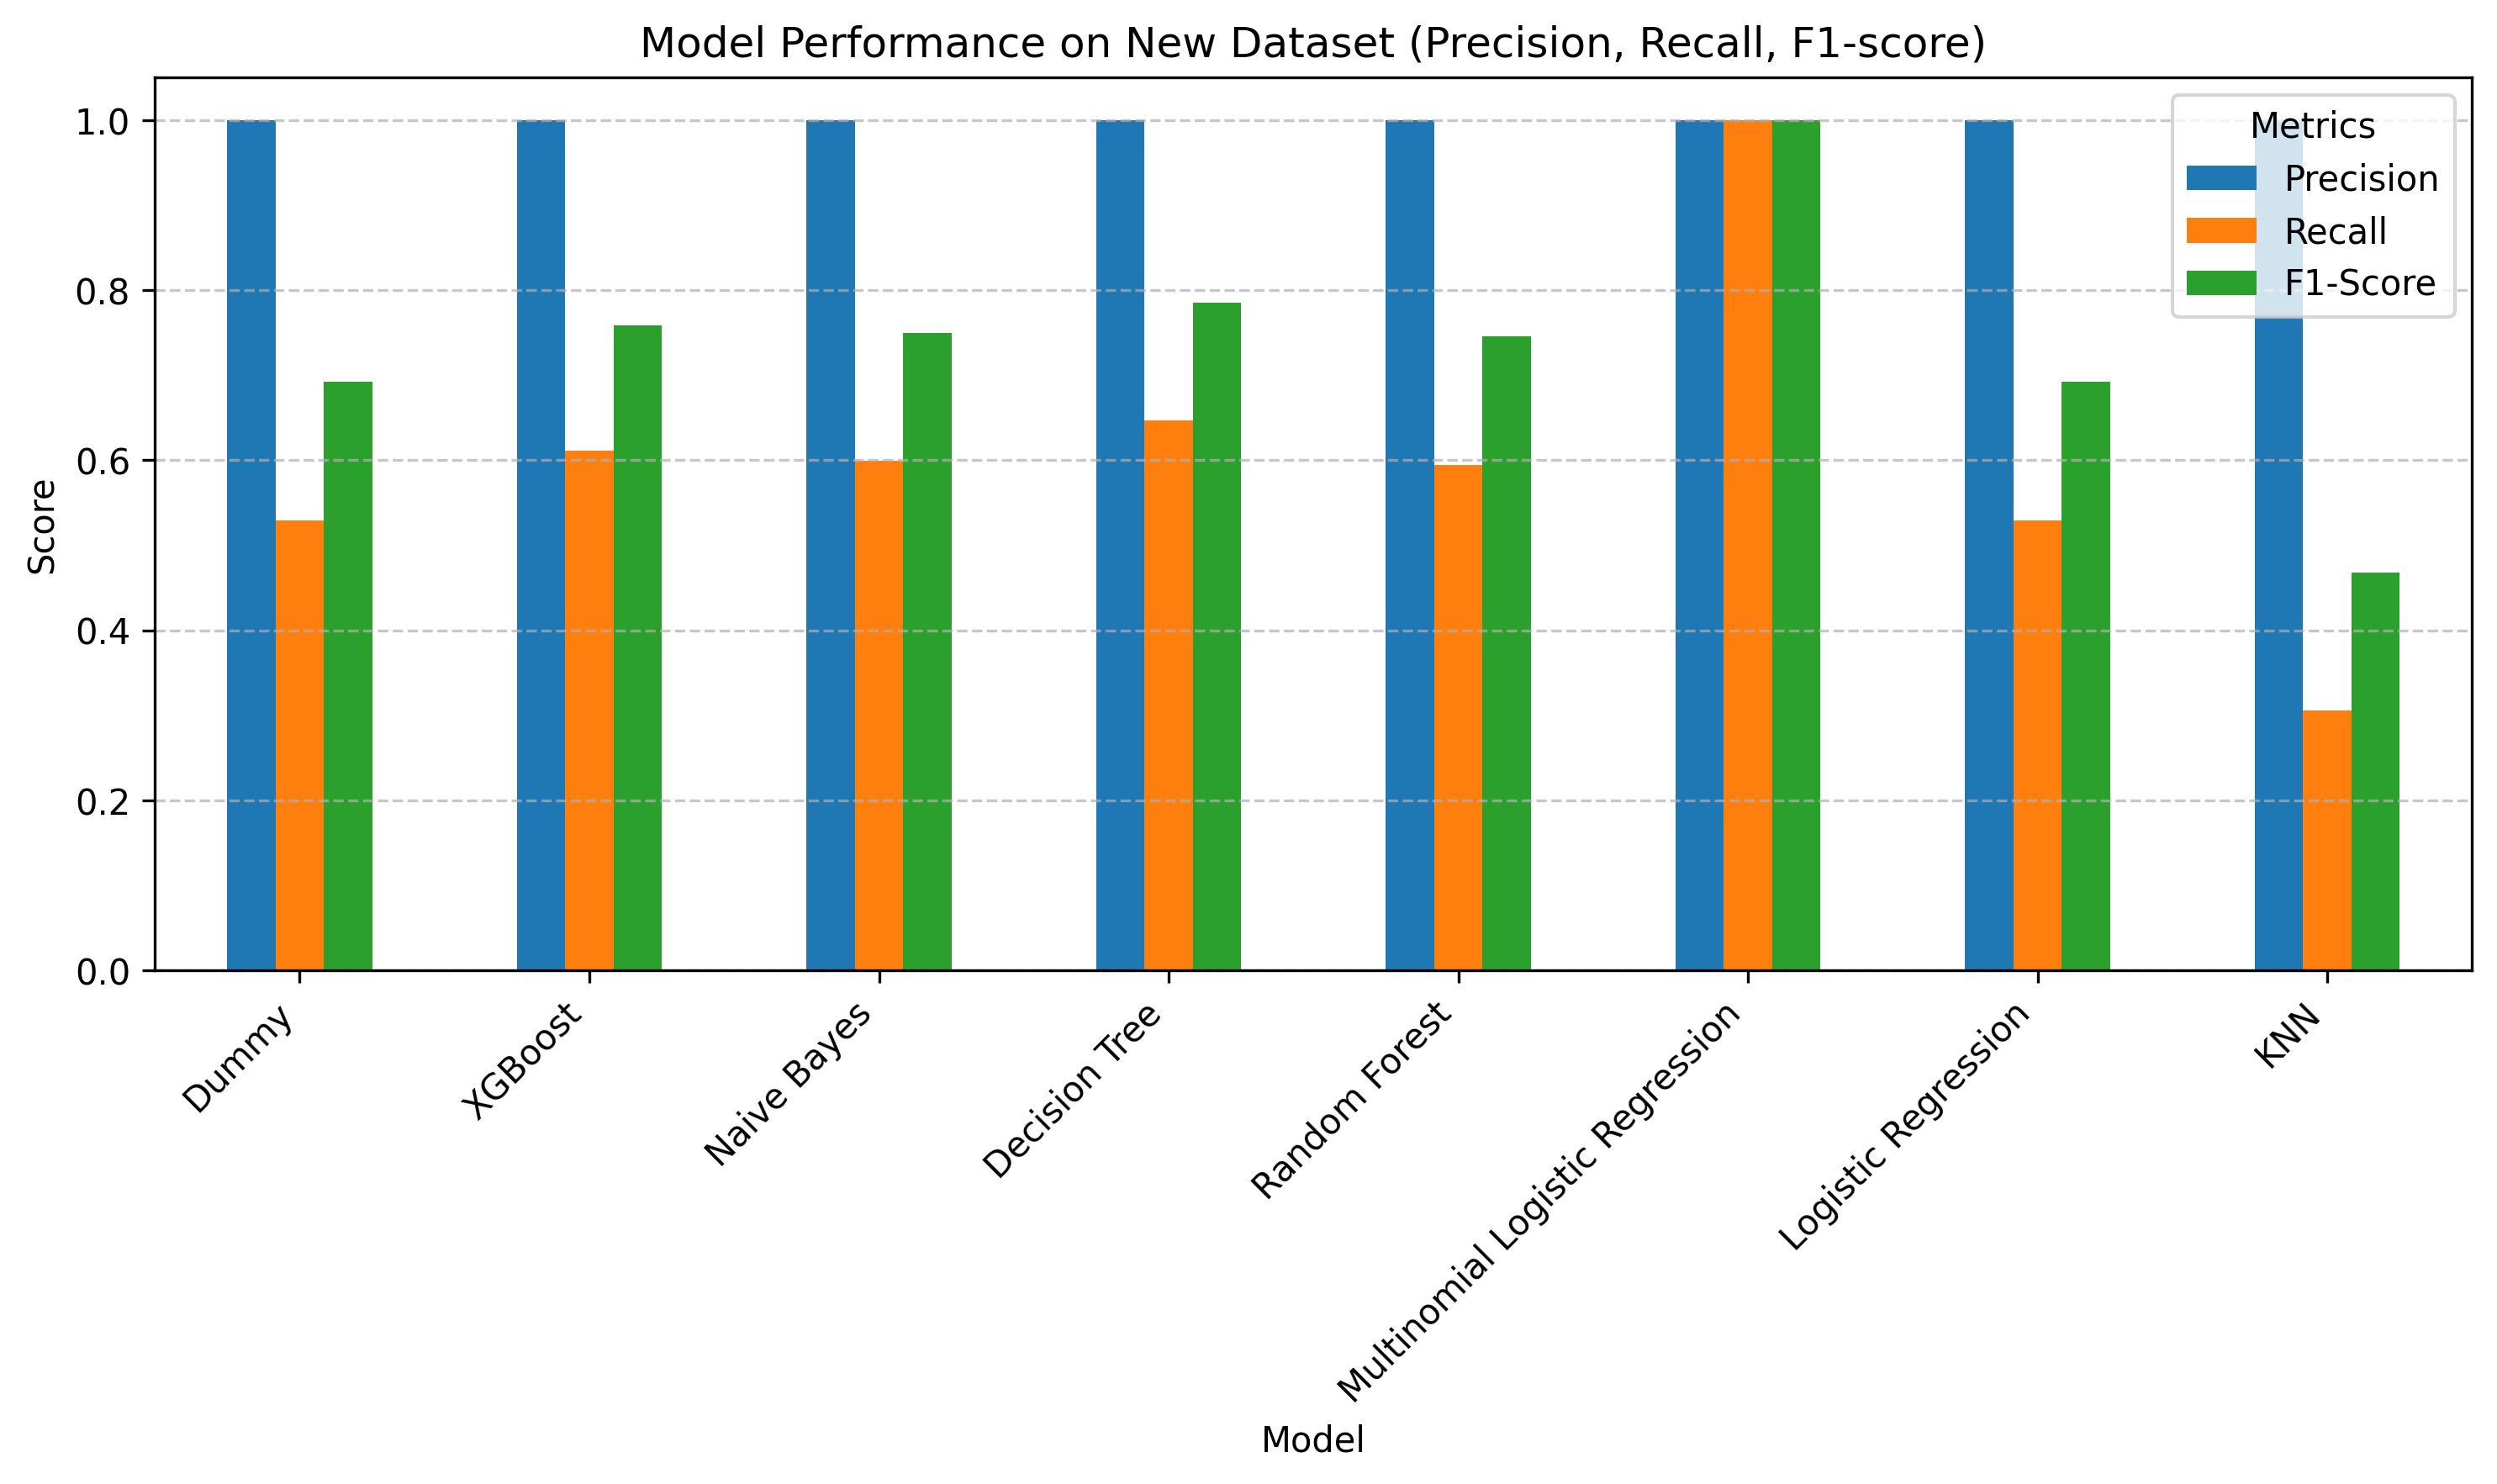 Model Performance on New Dataset (Precision, Recall, F1-score)
Metrics
Precision
Recall
F1-Score
Score
1.0
0.8
0.6
0.4
0.2
0.0
Dummy
XGBoost
Naive Bayes
Decision Tree
Random Forest
Multinomial Logistic Regression
Logistic Regression
KNN
Model